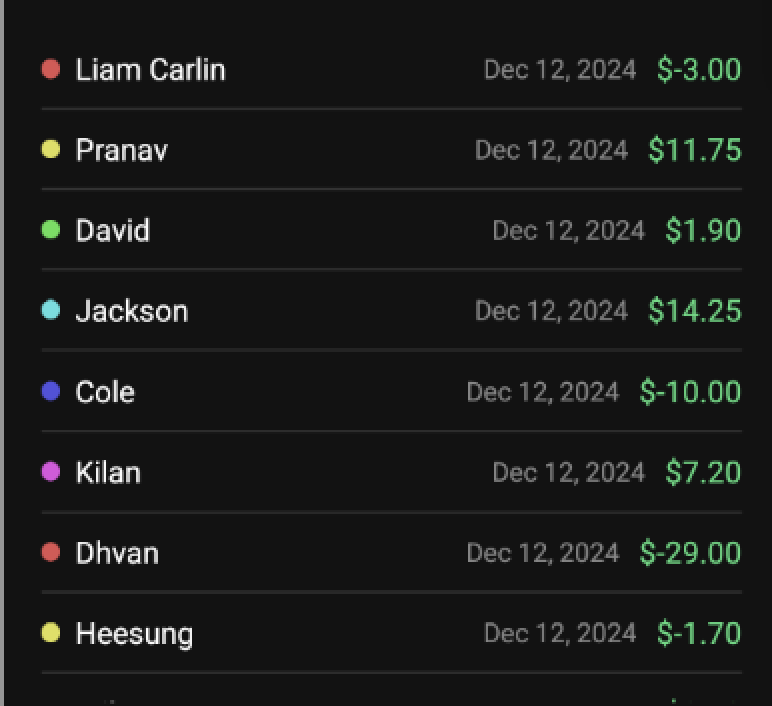 Liam Carlin Dec 12, 2024 $-3.00
Pranav Dec 12, 2024 $11.75
David Dec 12, 2024 $1.90
Jackson Dec 12, 2024 $14.25
Cole Dec 12, 2024 $-10.00
Kilan Dec 12, 2024 $7.20
Dhvan Dec 12, 2024 $-29.00
Heesung Dec 12, 2024 $-1.70